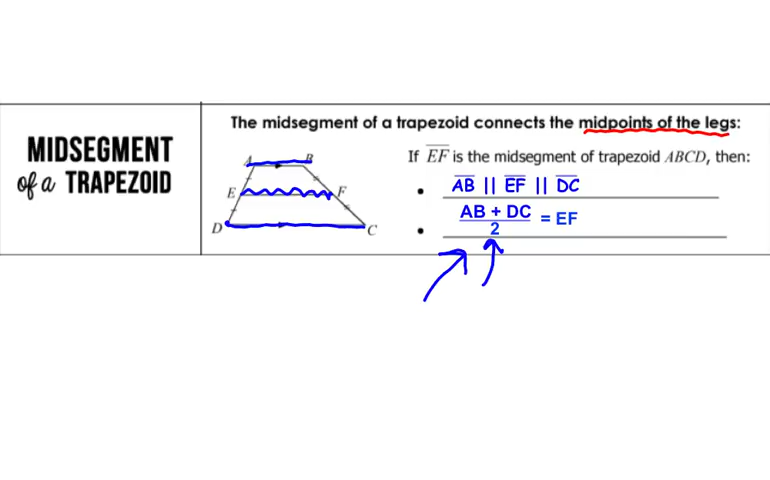 The midsegment of a trapezoid connects the midpoints of the legs:
MIDSEGMENT
of a TRAPEZOID
A B
E F
D C
If EF is the midsegment of trapezoid ABCD, then:
• AB || EF || DC
• AB + DC
2
= EF